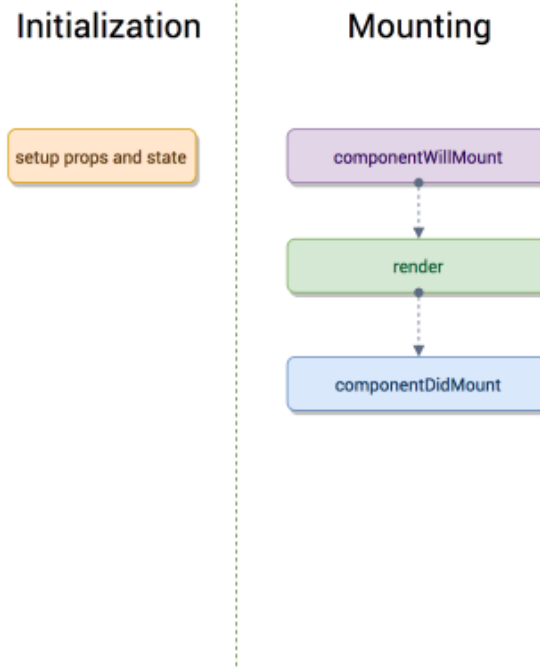 Initialization
Mounting
setup props and state
componentWillMount
render
componentDidMount